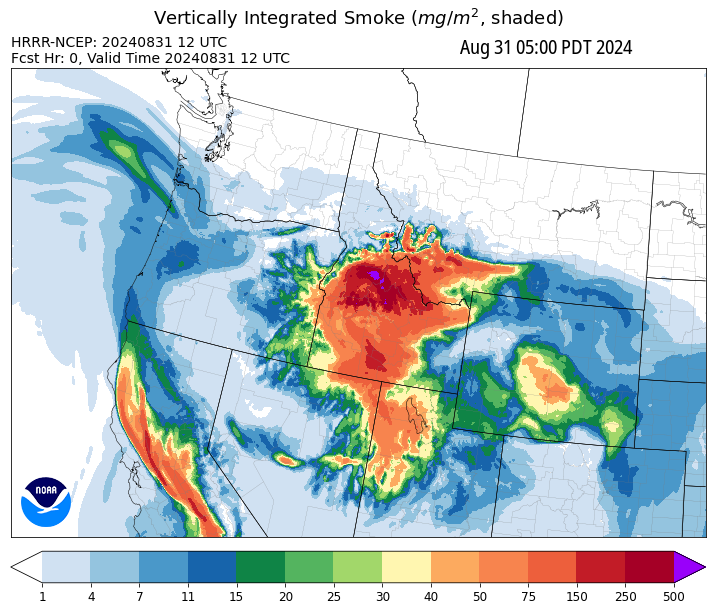 Vertically Integrated Smoke (mg/m², shaded)
HRRR-NCEP: 20240831 12 UTC
Fcst Hr: 0, Valid Time 20240831 12 UTC
Aug 31 05:00 PDT 2024
NOAA
1 4 7 11 15 20 25 30 40 50 75 150 250 500